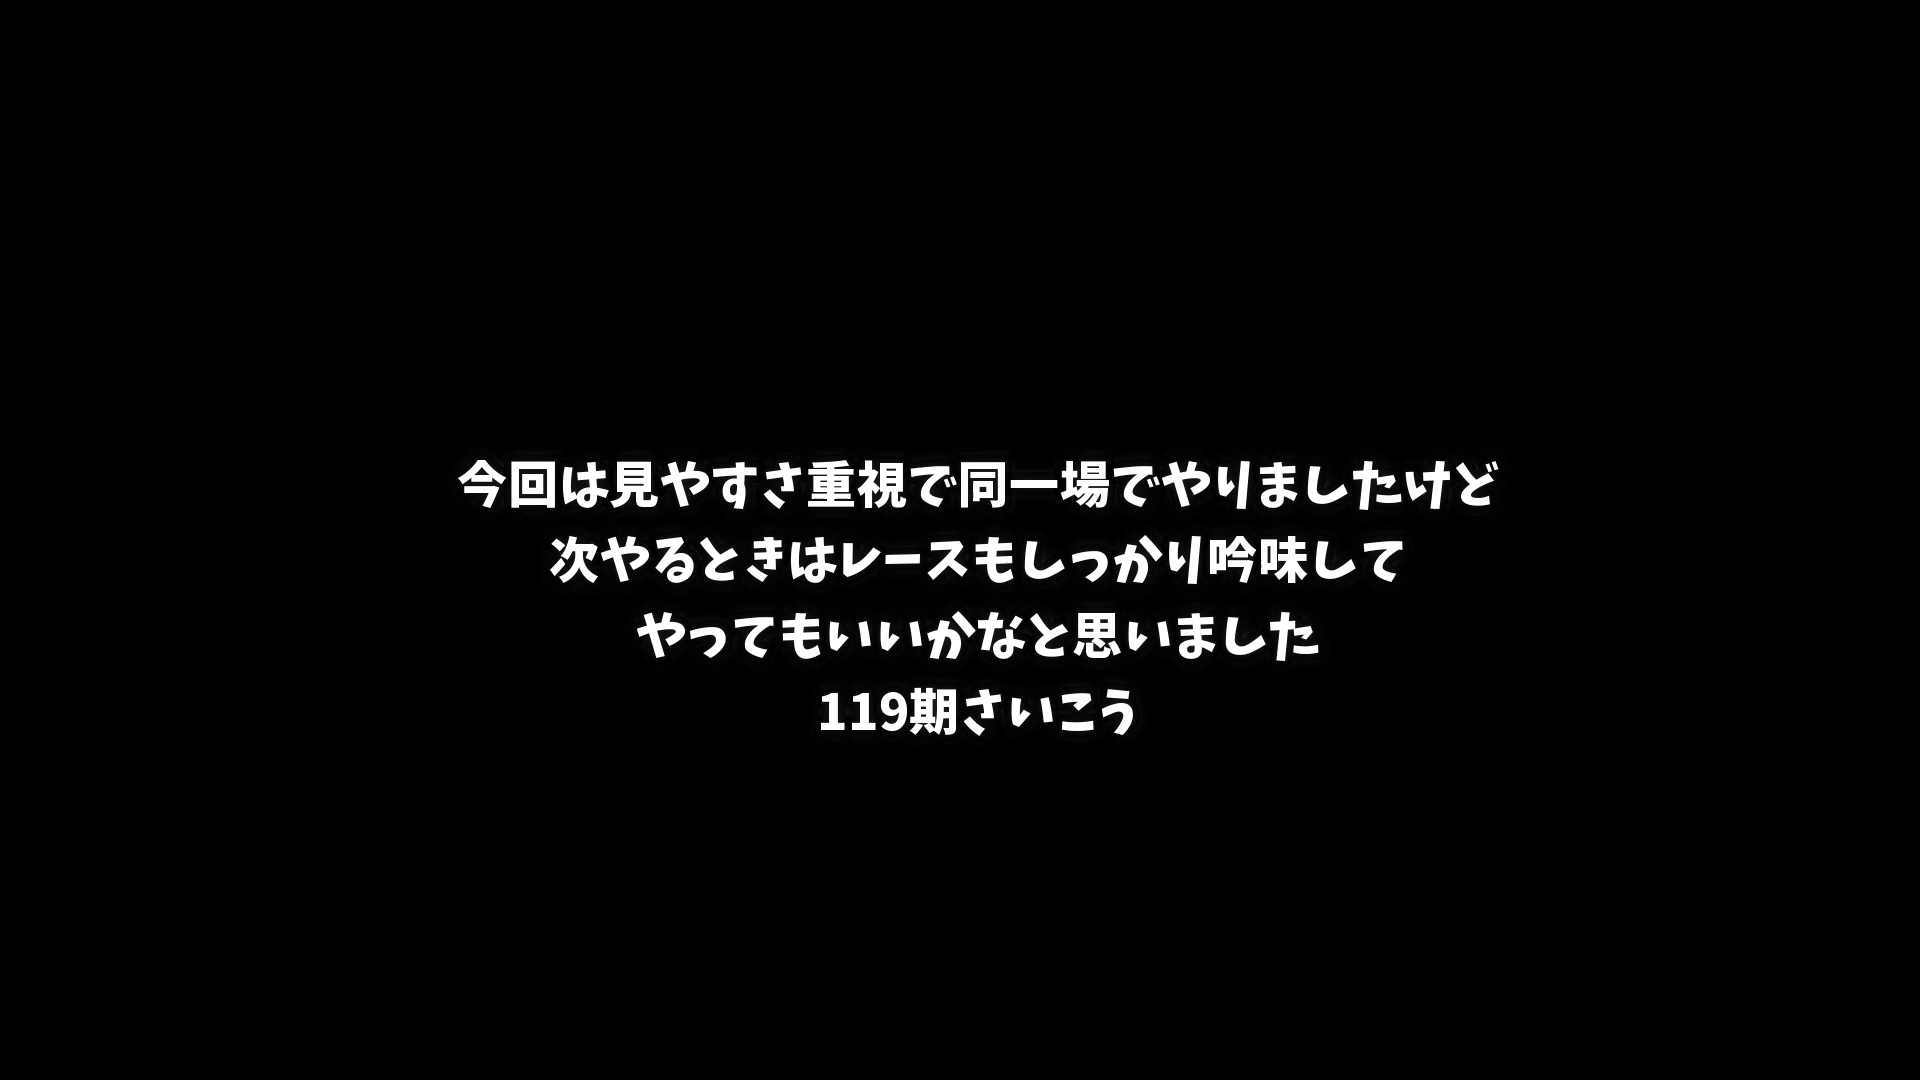 今回は見やすさ重視で同一場でやりましたけど
次やるときはレースもしっかり吟味して
やってもいいかなと思いました
119期さいこう